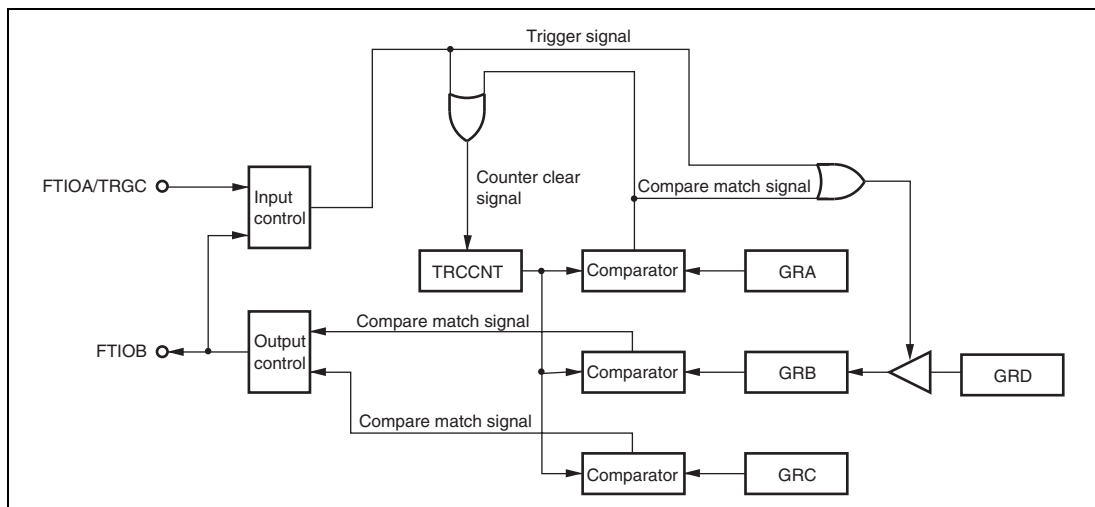 Trigger signal
FTIOA/TRGC
Input
control
Counter clear
signal
Compare match signal
TRCCNT
Comparator
GRA
Compare match signal
FTIOB
Output
control
Comparator
GRB
GRD
Compare match signal
Comparator
GRC